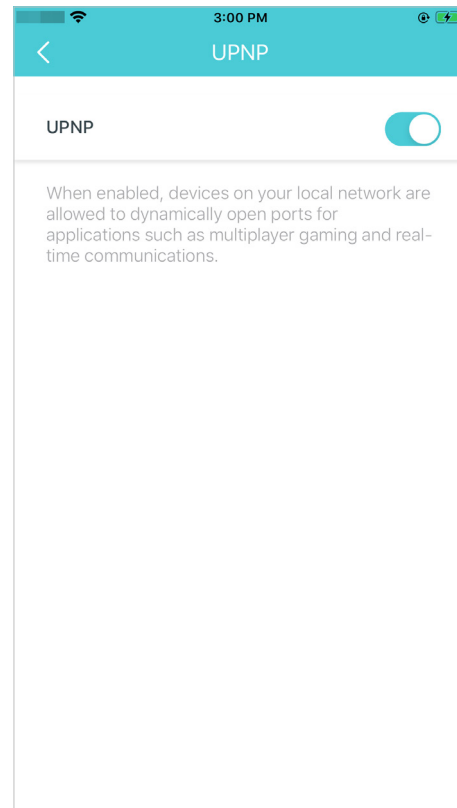 3:00 PM
UPNP
UPNP
When enabled, devices on your local network are
allowed to dynamically open ports for
applications such as multiplayer gaming and real-
time communications.